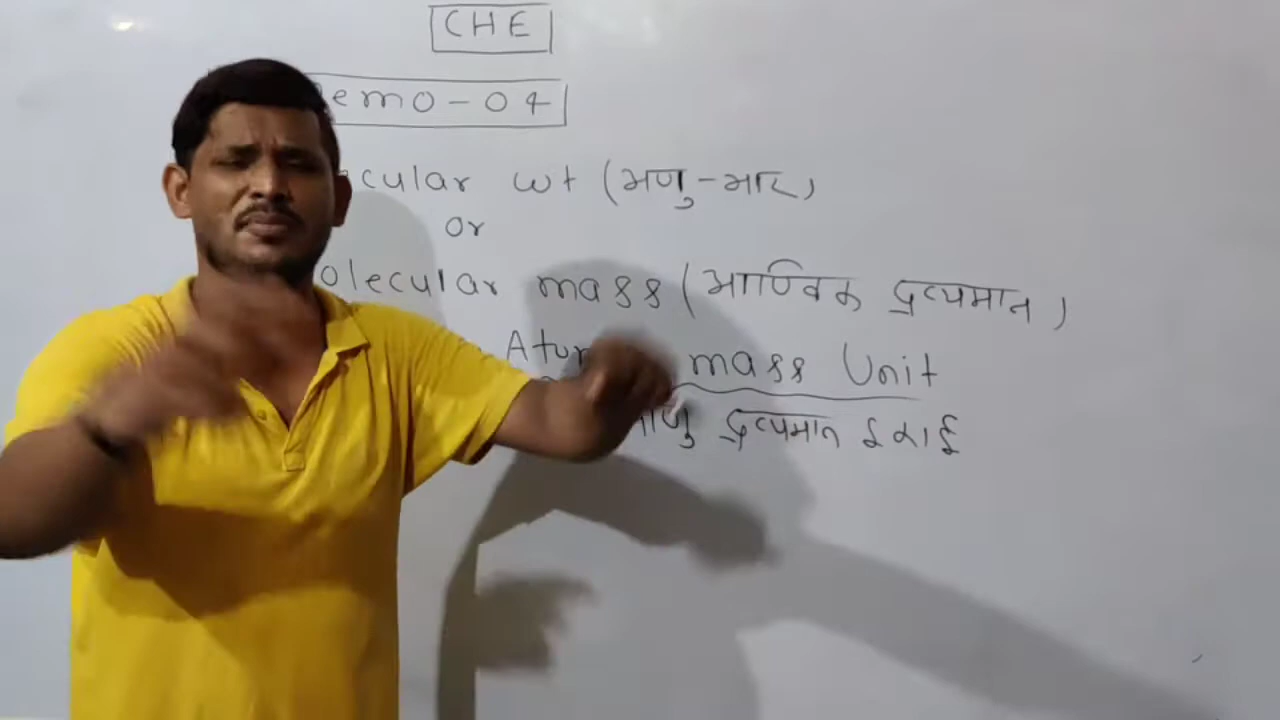 CHE
emo-04
cular wt (अणु-भार)
or
olecular mass (आण्विक द्रव्यमान)
Atom mass Unit
द्रव्यमान इकाई